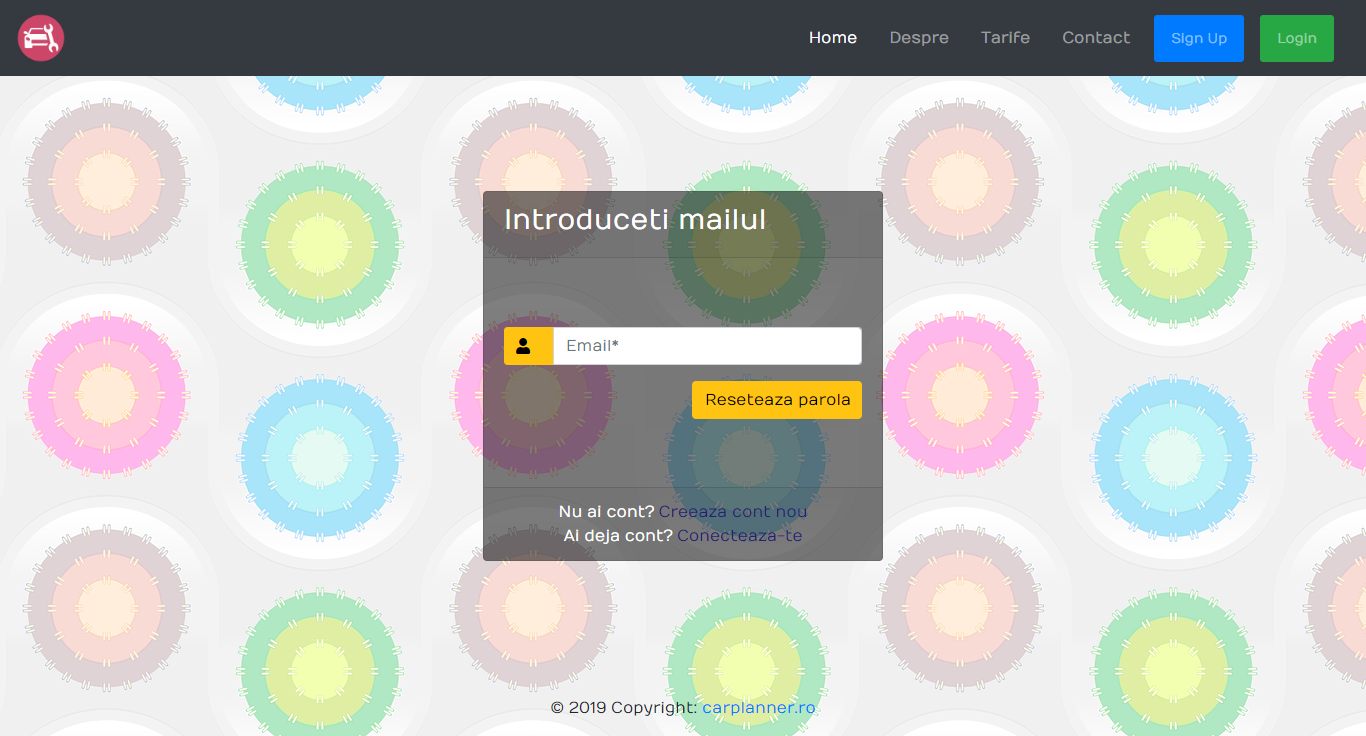 Home Despre Tarife Contact Sign Up Login
Introduceti mailul
Email*
Reseteaza parola
Nu ai cont? Creeaza cont nou
Ai deja cont? Conecteaza-te
© 2019 Copyright: carplanner.ro